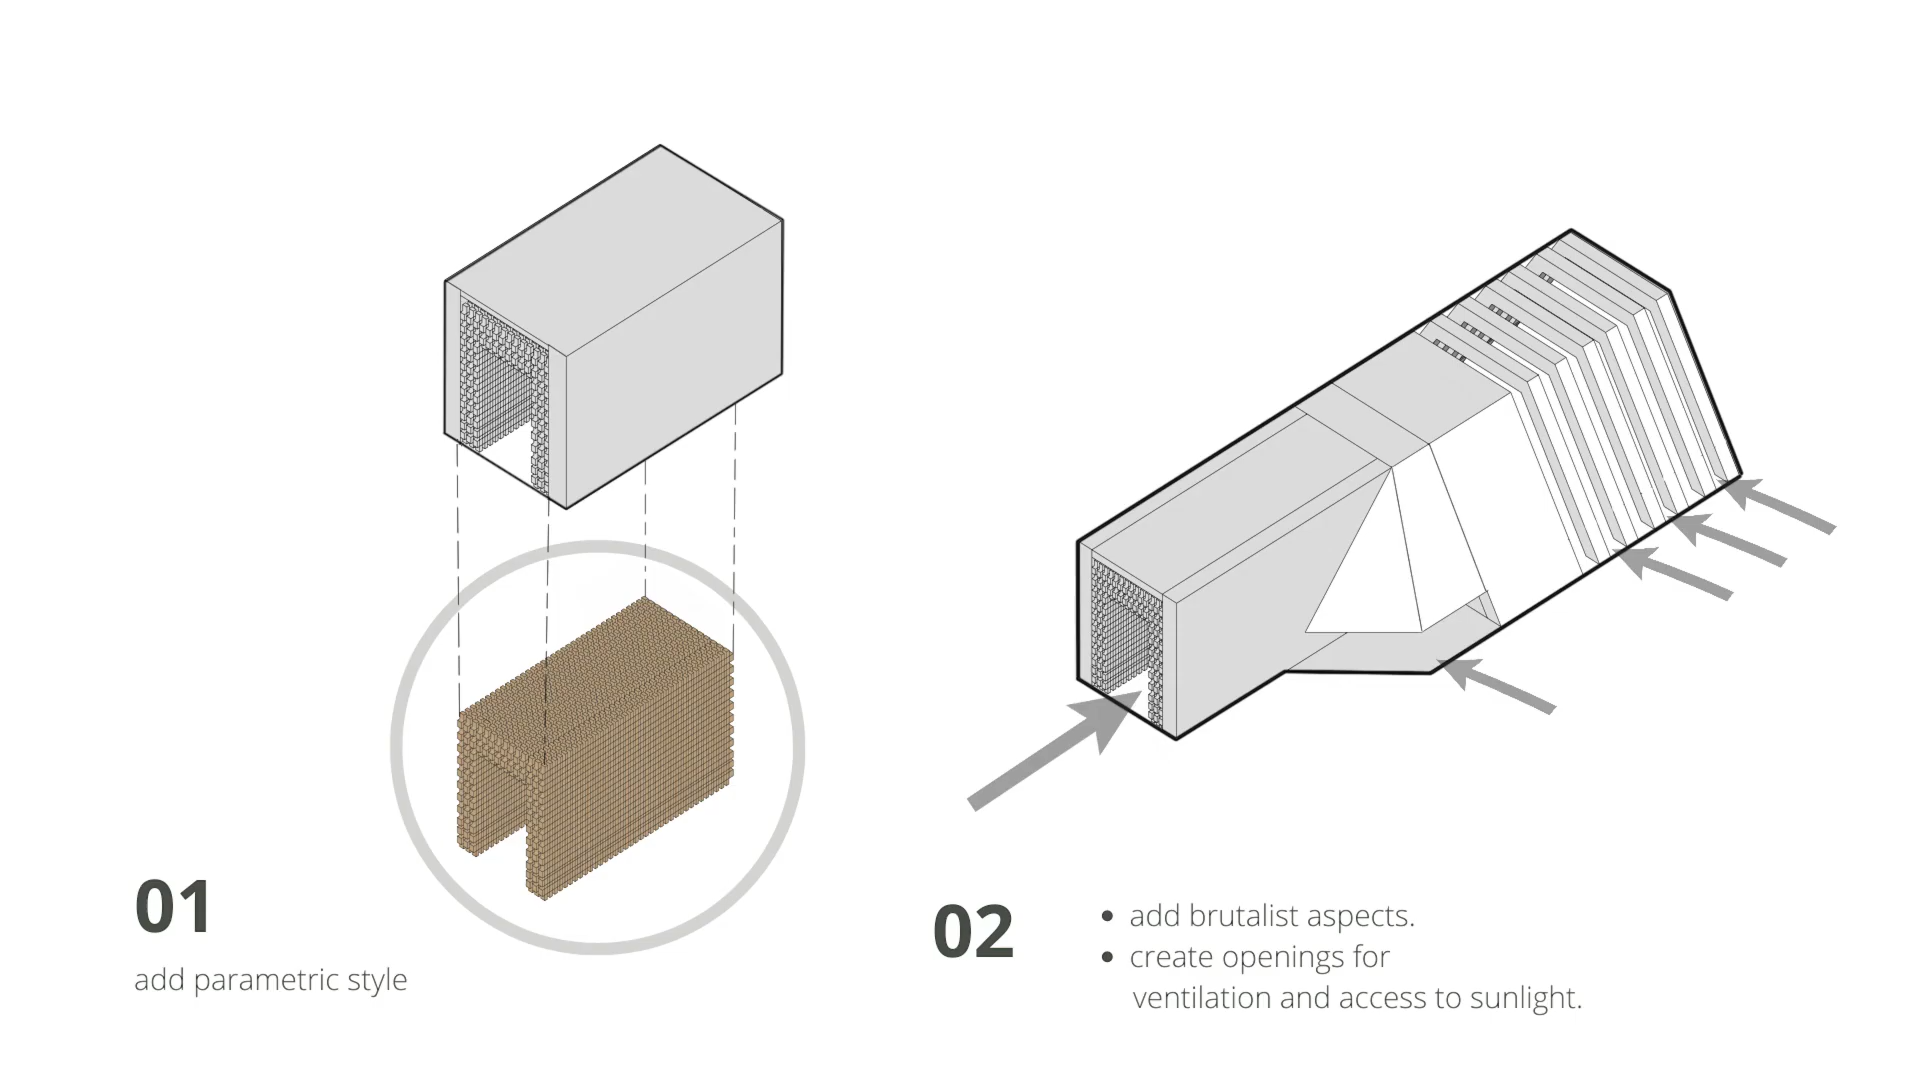 01
add parametric style
02
• add brutalist aspects.
• create openings for
ventilation and access to sunlight.